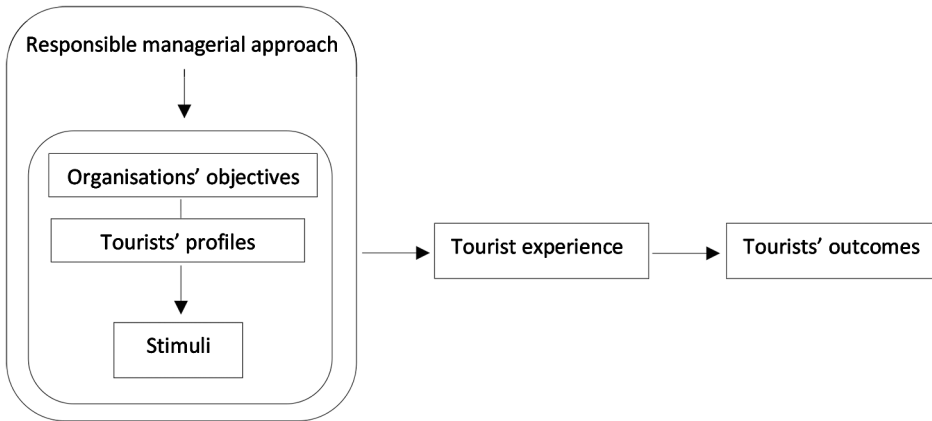 Responsible managerial approach
Organisations’ objectives
Tourists’ profiles
Stimuli
Tourist experience
Tourists’ outcomes